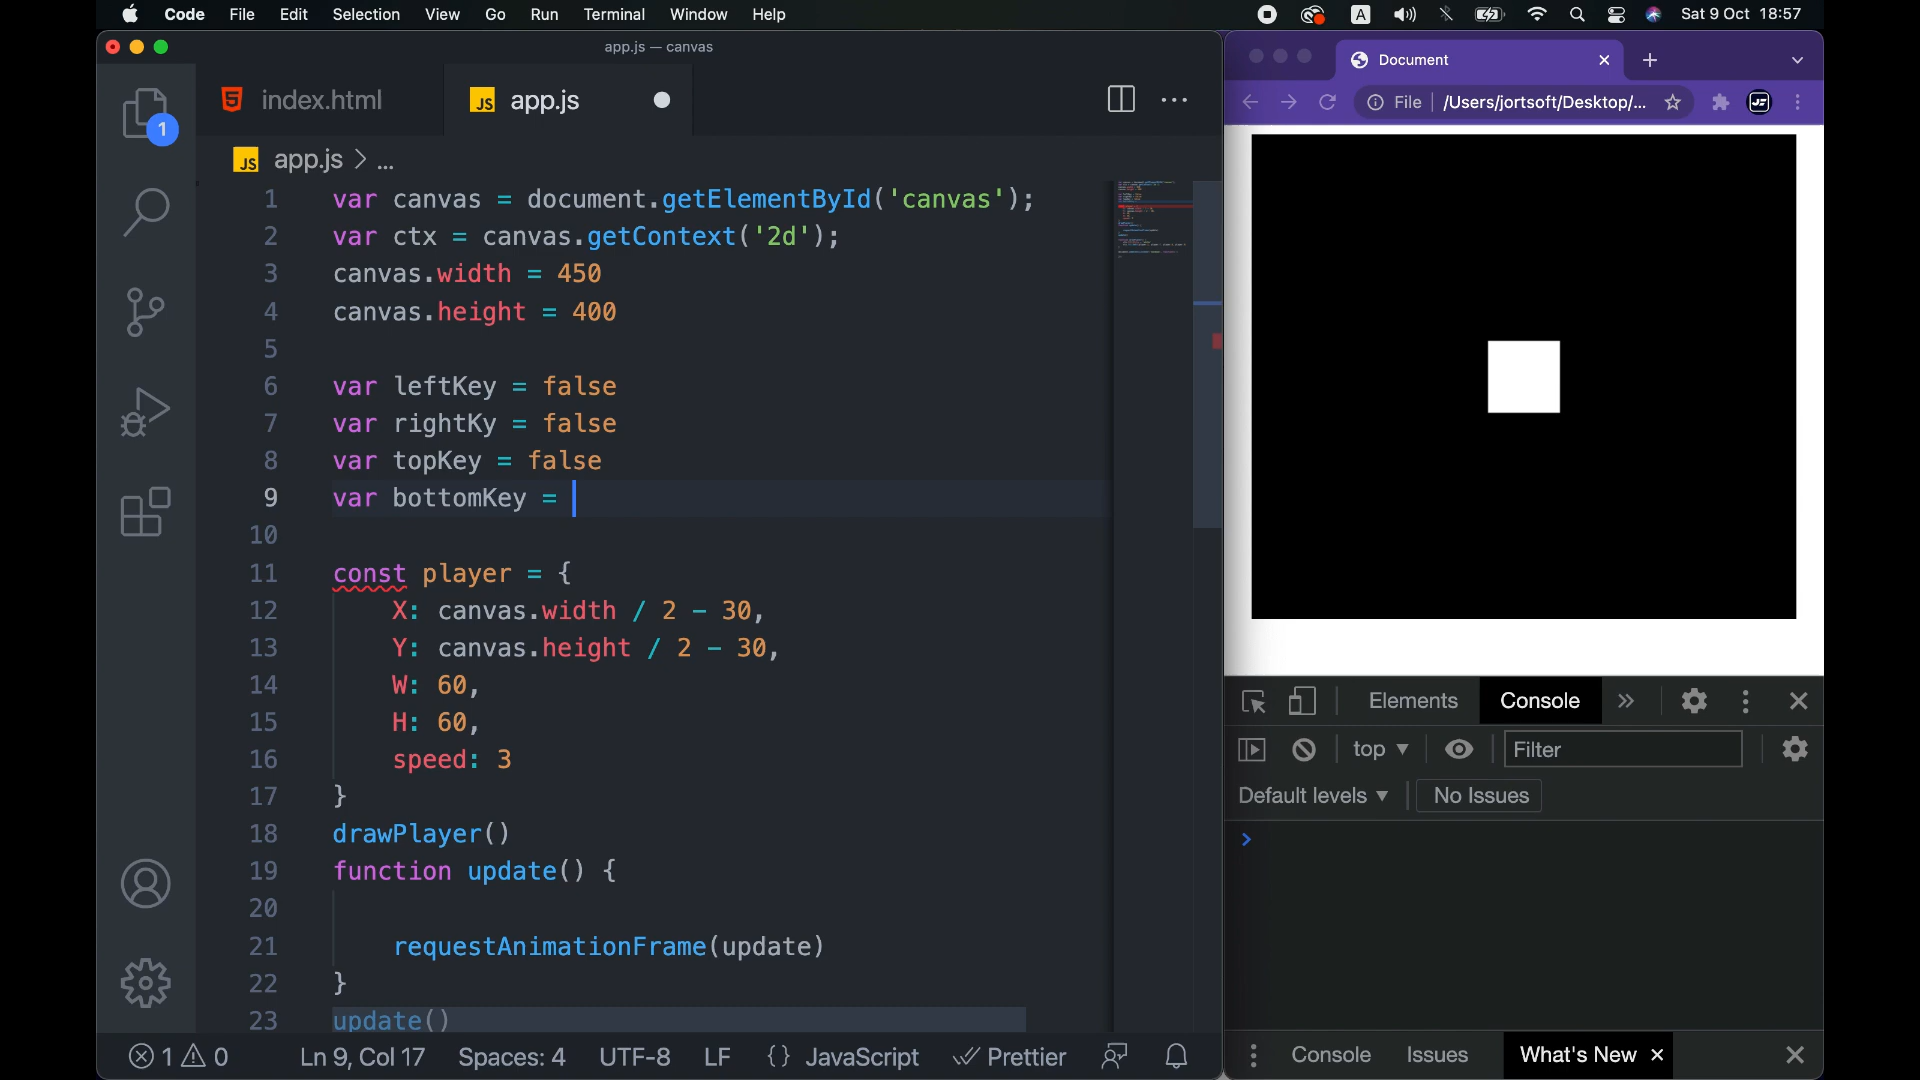 Code File Edit Selection View Go Run Terminal Window Help
A Sat 9 Oct 18:57
app.js — canvas
index.html
JS app.js
1
JS app.js > ...
1 var canvas = document.getElementById('canvas');
2 var ctx = canvas.getContext('2d');
3 canvas.width = 450
4 canvas.height = 400
5
6 var leftKey = false
7 var rightKy = false
8 var topKey = false
9 var bottomKey =
10
11 const player = {
12 X: canvas.width / 2 - 30,
13 Y: canvas.height / 2 - 30,
14 W: 60,
15 H: 60,
16 speed: 3
17 }
18 drawPlayer()
19 function update() {
20
21 requestAnimationFrame(update)
22 }
23 update()
1 0 Ln 9, Col 17 Spaces: 4 UTF-8 LF {} JavaScript Prettier
Document
File /Users/jortsoft/Desktop/...
Elements Console
top Filter
Default levels No Issues
>
Console Issues What's New